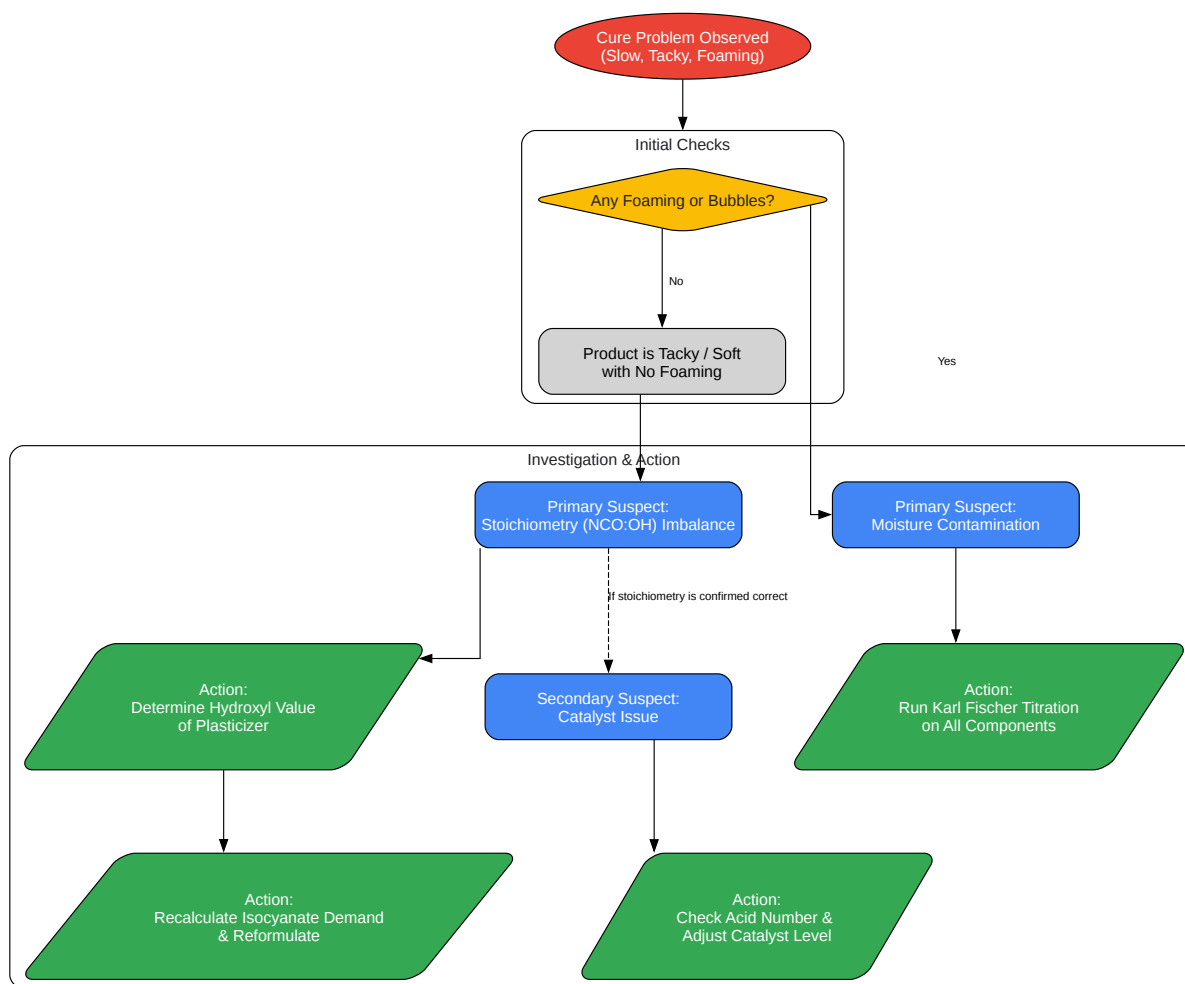 Cure Problem Observed
(Slow, Tacky, Foaming)
Initial Checks
Any Foaming or Bubbles?
No
Product is Tacky / Soft
with No Foaming
Yes
Investigation & Action
Primary Suspect:
Stoichiometry (NCO:OH) Imbalance
Primary Suspect:
Moisture Contamination
If stoichiometry is confirmed correct
Action:
Determine Hydroxyl Value
of Plasticizer
Secondary Suspect:
Catalyst Issue
Action:
Run Karl Fischer Titration
on All Components
Action:
Recalculate Isocyanate Demand
& Reformulate
Action:
Check Acid Number &
Adjust Catalyst Level